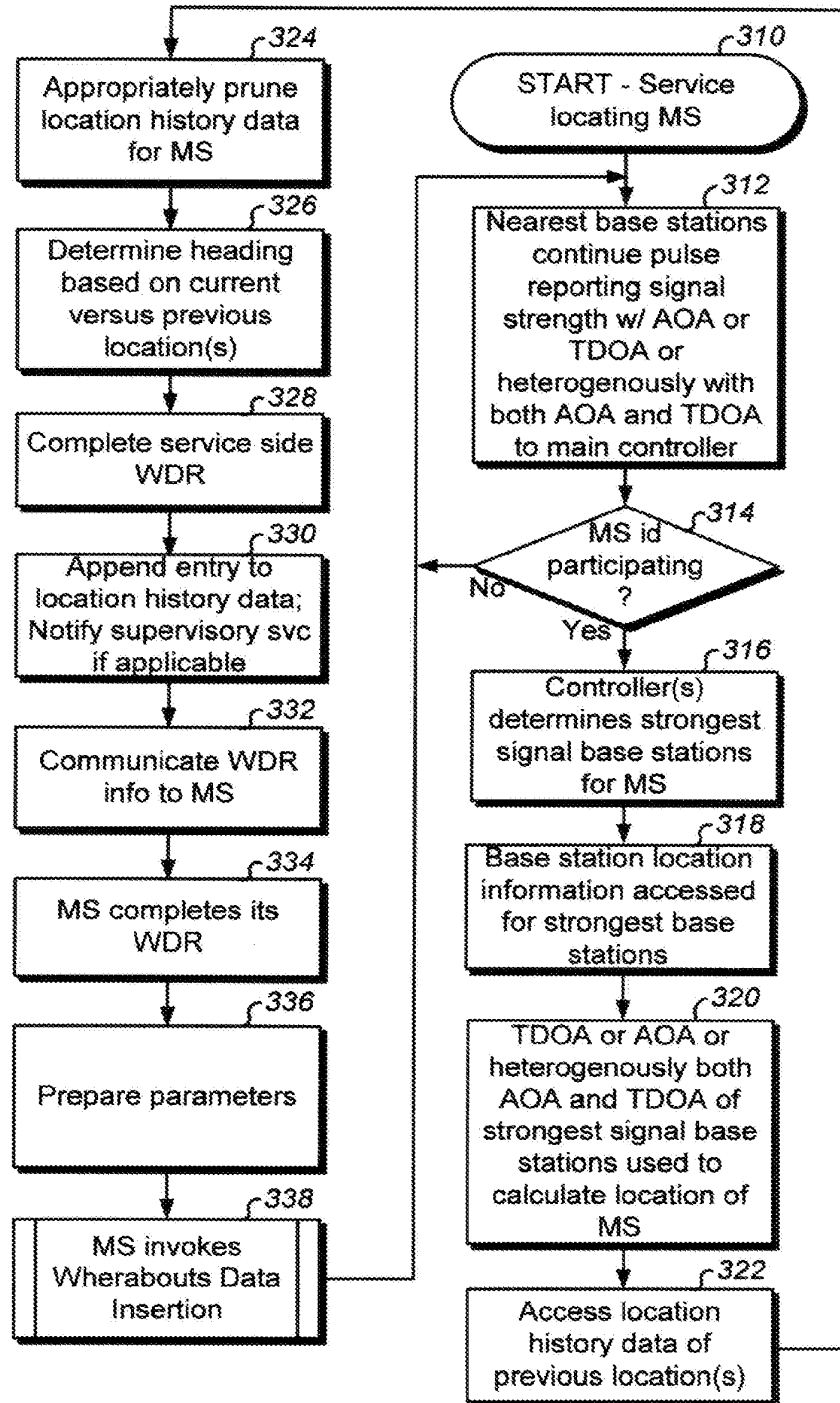 310
START - Service
locating MS
312
Nearest base stations
continue pulse
reporting signal
strength w/ AOA or
TDOA or
heterogenously with
both AOA and TDOA
to main controller
314
MS id
participating
?
No
Yes
316
Controller(s)
determines strongest
signal base stations
for MS
318
Base station location
information accessed
for strongest base
stations
320
TDOA or AOA or
heterogenously both
AOA and TDOA of
strongest signal base
stations used to
calculate location of
MS
322
Access location
history data of
previous location(s)
324
Appropriately prune
location history data
for MS
326
Determine heading
based on current
versus previous
location(s)
328
Complete service side
WDR
330
Append entry to
location history data;
Notify supervisory svc
if applicable
332
Communicate WDR
info to MS
334
MS completes its
WDR
336
Prepare parameters
338
MS invokes
Wherabouts Data
Insertion